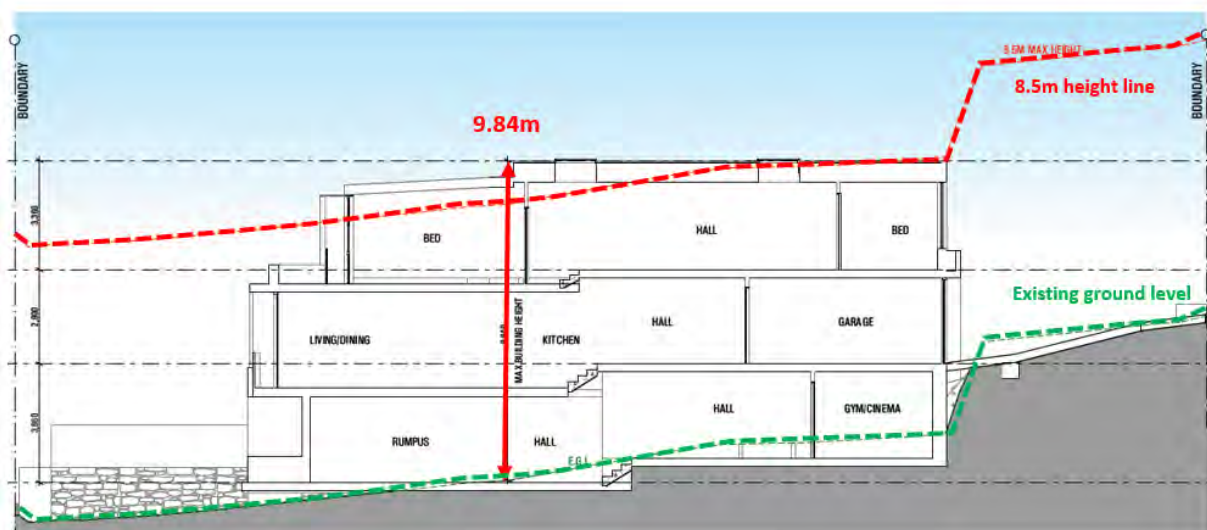 BOUNDARY
8.5M MAX HEIGHT
8.5m height line
BOUNDARY
9.84m
BED
HALL
BED
Existing ground level
LIVING/DINING
MAX BUILDING HEIGHT
KITCHEN
HALL
GARAGE
RUMPUS
HALL
E.G.L
HALL
GYM/CINEMA